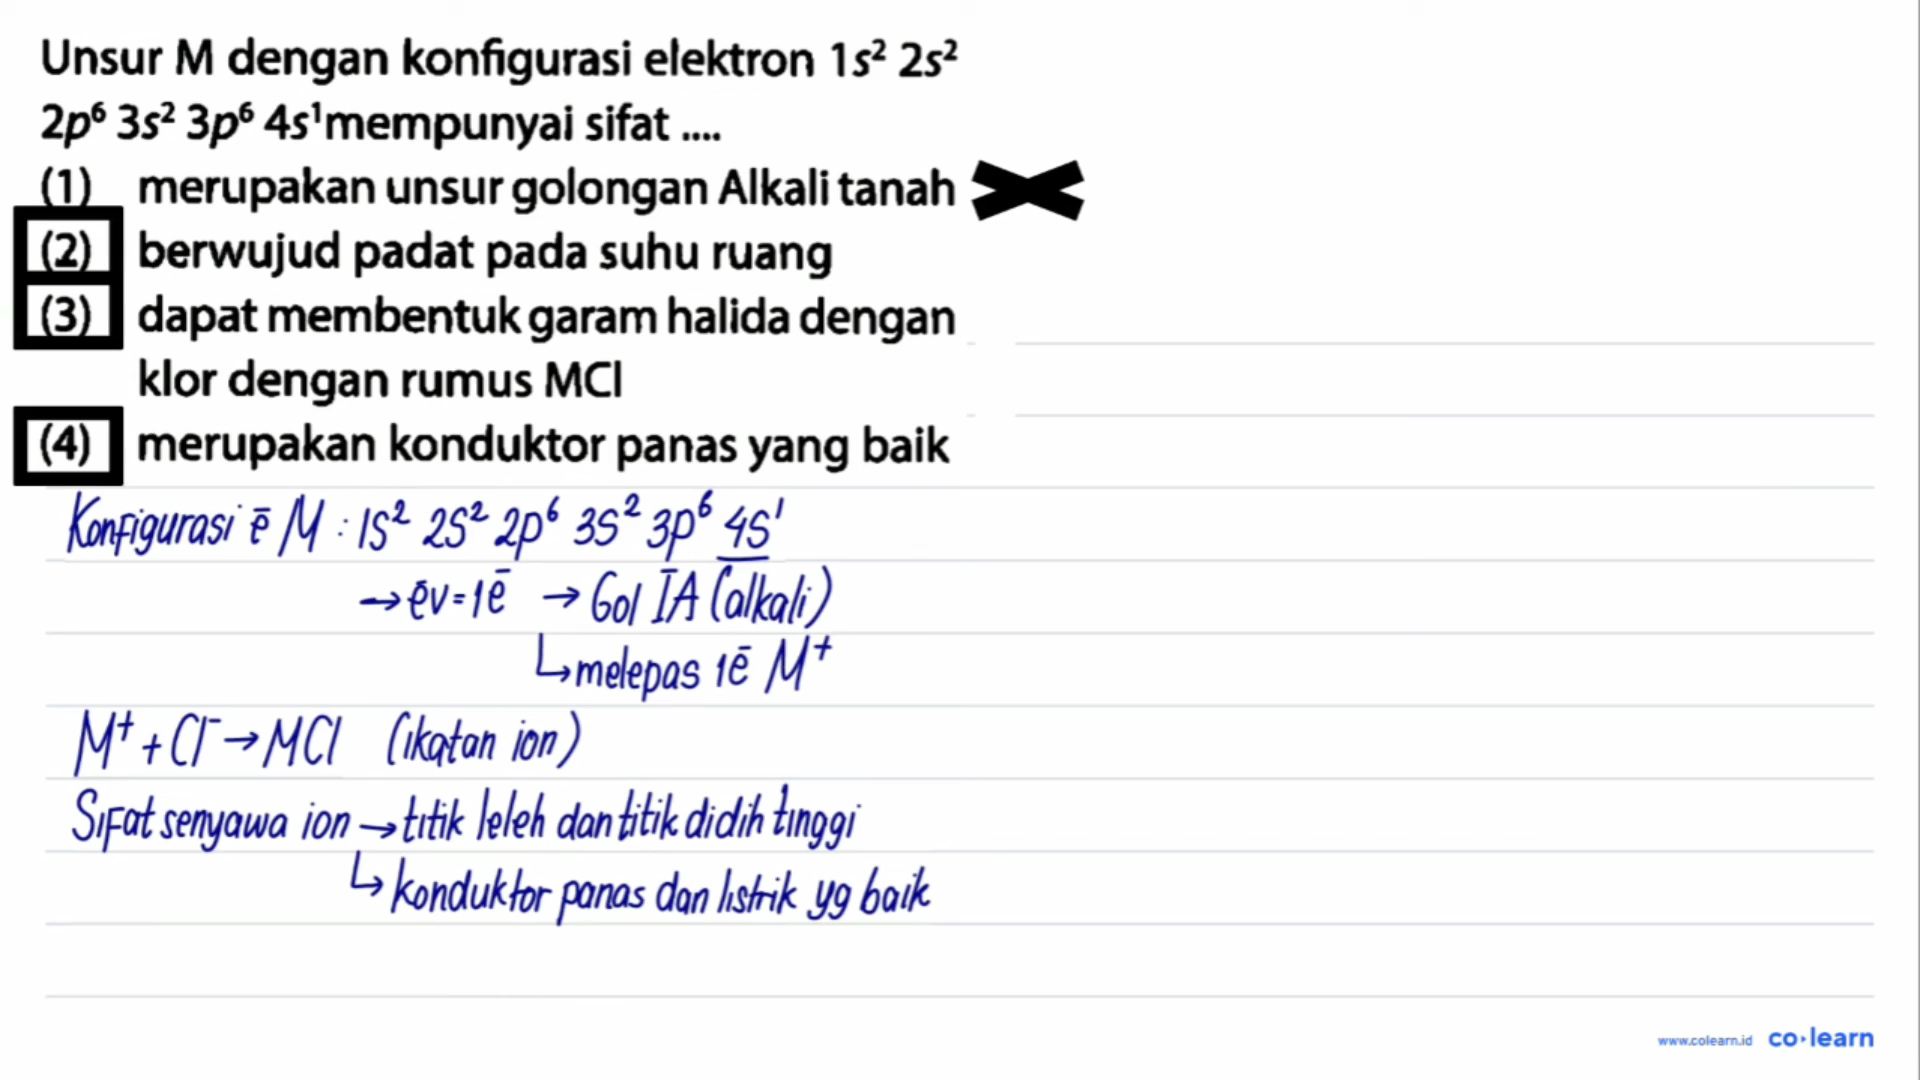 Unsur M dengan konfigurasi elektron 1s² 2s²
2p⁶ 3s² 3p⁶ 4s¹mempunyai sifat ....
(1) merupakan unsur golongan Alkali tanah
(2) berwujud padat pada suhu ruang
(3) dapat membentuk garam halida dengan
klor dengan rumus MCl
(4) merupakan konduktor panas yang baik
Konfigurasi ē M : 1s² 2s² 2p⁶ 3s² 3p⁶ 4s¹
→ ēv = 1ē → Gol IA (alkali)
↳ melepas 1ē M⁺
M⁺ + Cl⁻ → MCl (ikatan ion)
Sifat senyawa ion → titik leleh dan titik didih tinggi
↳ konduktor panas dan listrik yg baik
www.colearn.id co·learn